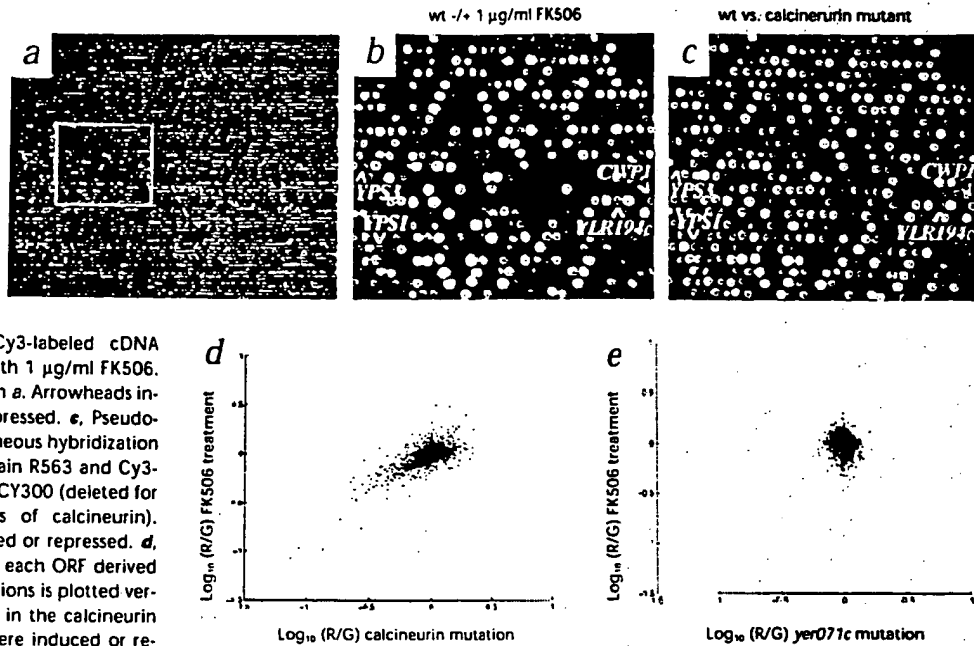 wt -/+ 1 µg/ml FK506
wt vs. calcinerurin mutant
a
b
c
CWP1
YPS3
YPS1
YLR194c
CWP1
YPS3
YPS1
YLR194c
Cy3-labeled cDNA
th 1 µg/ml FK506.
n a. Arrowheads in-
pressed. c, Pseudo-
neous hybridization
ain R563 and Cy3-
CY300 (deleted for
s of calcineurin).
ed or repressed. d,
each ORF derived
ions is plotted ver-
in the calcineurin
ere induced or re-
d
Log₁₀ (R/G) FK506 treatment
Log₁₀ (R/G) calcineurin mutation
e
Log₁₀ (R/G) FK506 treatment
Log₁₀ (R/G) yer071c mutation